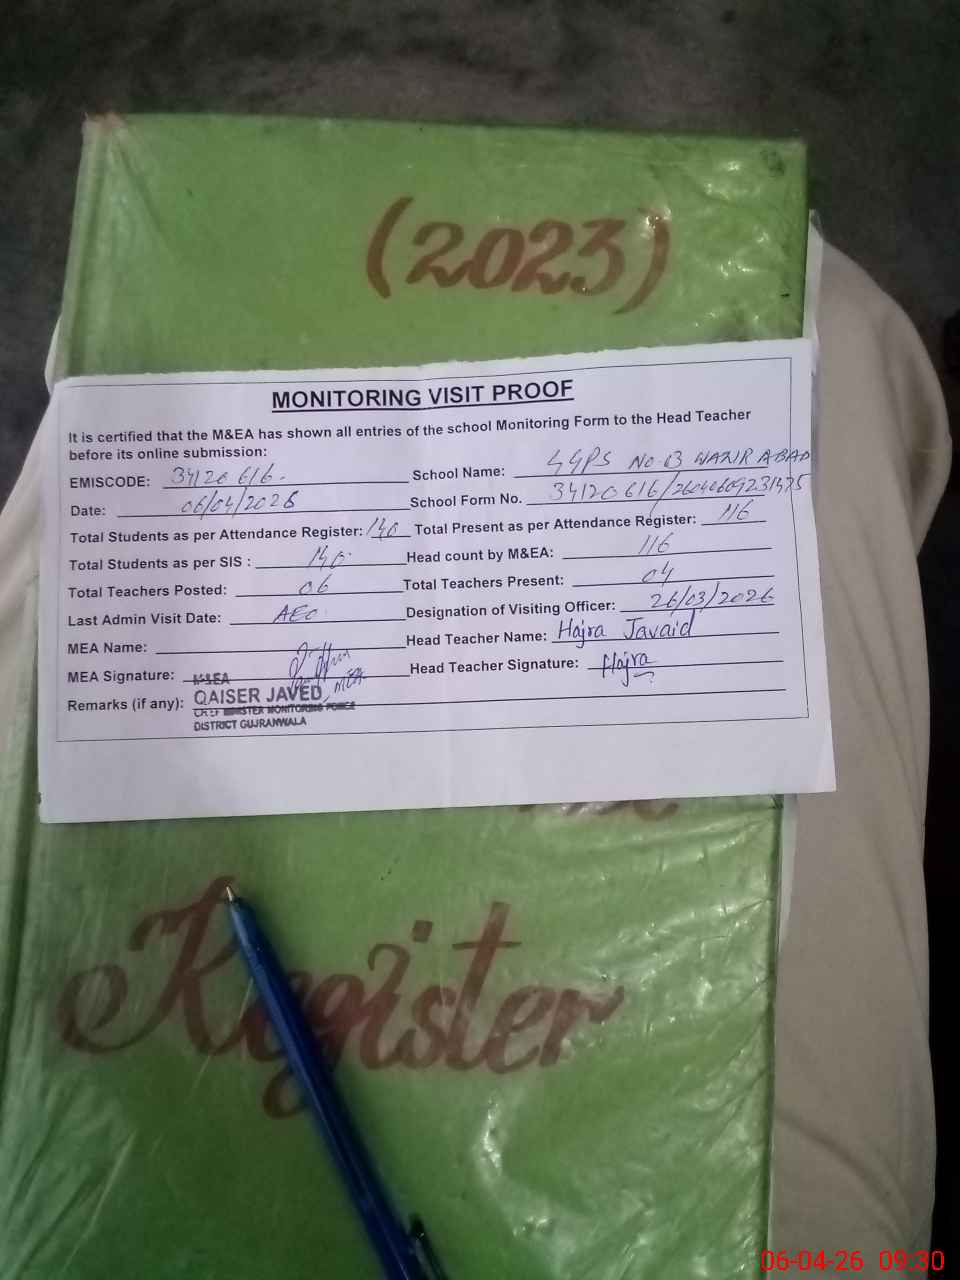 (2023)
MONITORING VISIT PROOF
It is certified that the M&EA has shown all entries of the school Monitoring Form to the Head Teacher
before its online submission:
EMISCODE: 34120616. School Name: GGPS NO.B WAZIR ABAD
Date: 06/04/2026 School Form No. 34120616/26040609231475
Total Students as per Attendance Register: 140 Total Present as per Attendance Register: 116
Total Students as per SIS : 140 Head count by M&EA: 116
Total Teachers Posted: 06 Total Teachers Present: 04
Last Admin Visit Date: AEO Designation of Visiting Officer: 26/03/2026
MEA Name: Head Teacher Name: Hajra Javaid
MEA Signature: Head Teacher Signature: Hajra
Remarks (if any):
M&EA
QAISER JAVED MEA
CHIEF MINISTER MONITORING FORCE
DISTRICT GUJRANWALA
Register
06-04-26 09:30